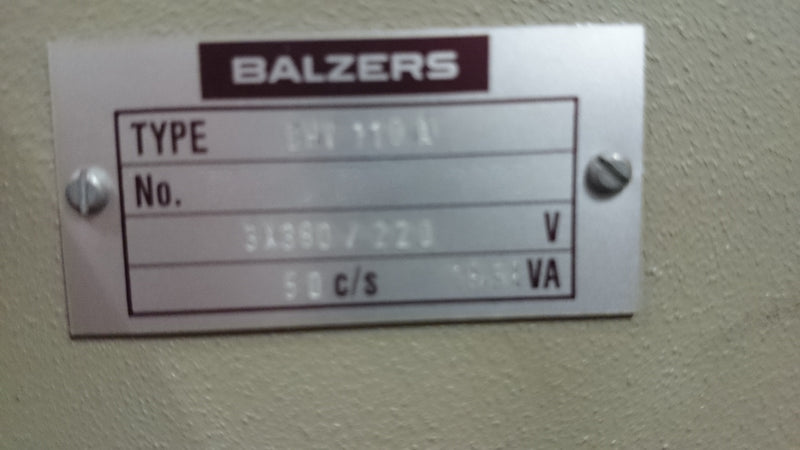 BALZERS
TYPE
No.
3X380 / 220 V
50 c/s VA